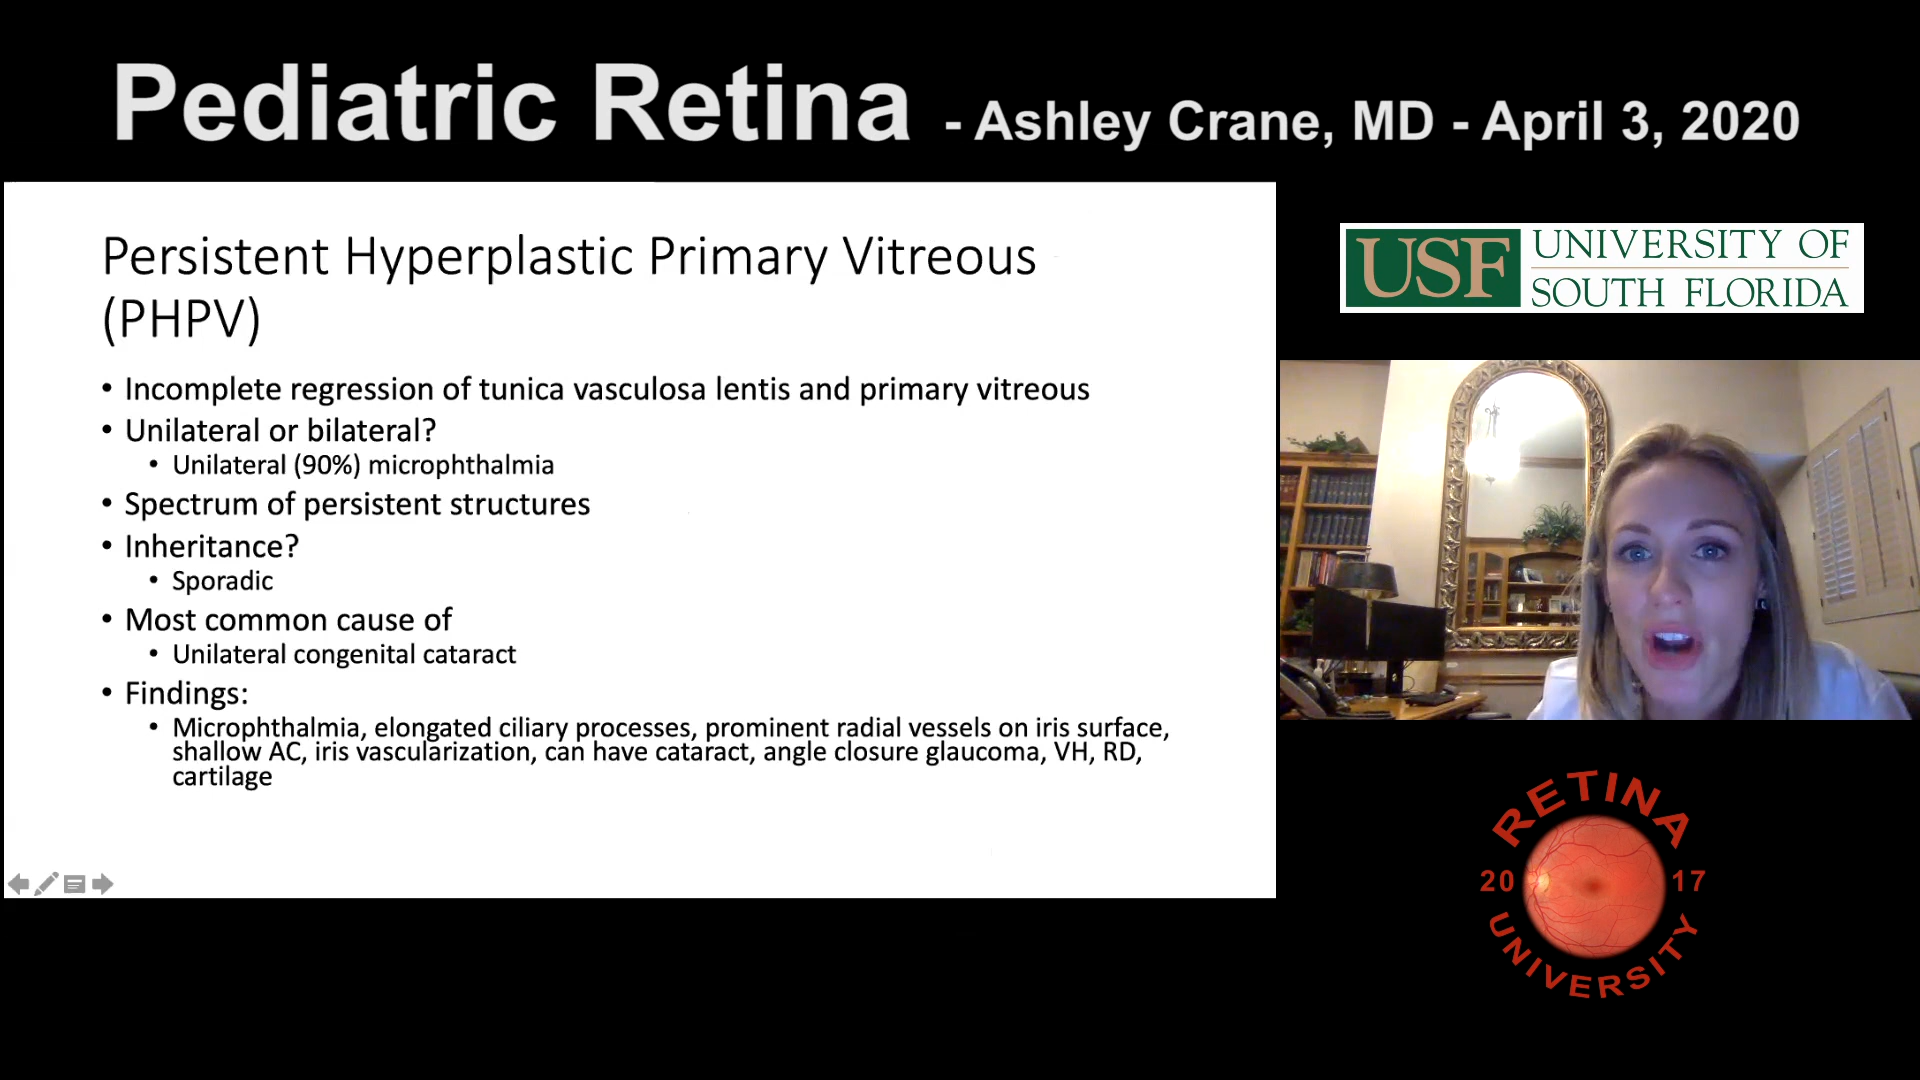 Pediatric Retina - Ashley Crane, MD - April 3, 2020
Persistent Hyperplastic Primary Vitreous
(PHPV)
• Incomplete regression of tunica vasculosa lentis and primary vitreous
• Unilateral or bilateral?
• Unilateral (90%) microphthalmia
• Spectrum of persistent structures
• Inheritance?
• Sporadic
• Most common cause of
• Unilateral congenital cataract
• Findings:
• Microphthalmia, elongated ciliary processes, prominent radial vessels on iris surface,
shallow AC, iris vascularization, can have cataract, angle closure glaucoma, VH, RD,
cartilage
USF UNIVERSITY OF
SOUTH FLORIDA
RETINA
20 17
UNIVERSITY